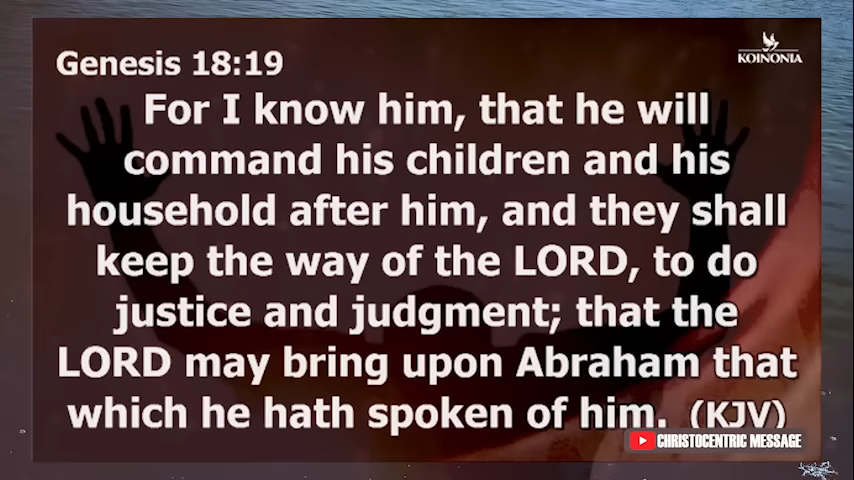 KOINONIA
Genesis 18:19
For I know him, that he will
command his children and his
household after him, and they shall
keep the way of the LORD, to do
justice and judgment; that the
LORD may bring upon Abraham that
which he hath spoken of him. (KJV)
CHRISTOCENTRIC MESSAGE